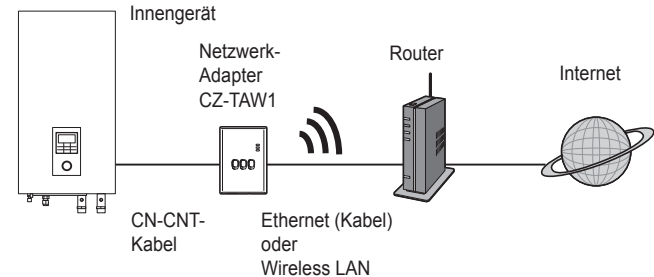 Innengerät
Netzwerk-
Adapter
CZ-TAW1
Router
Internet
CN-CNT-
Kabel
Ethernet (Kabel)
oder
Wireless LAN